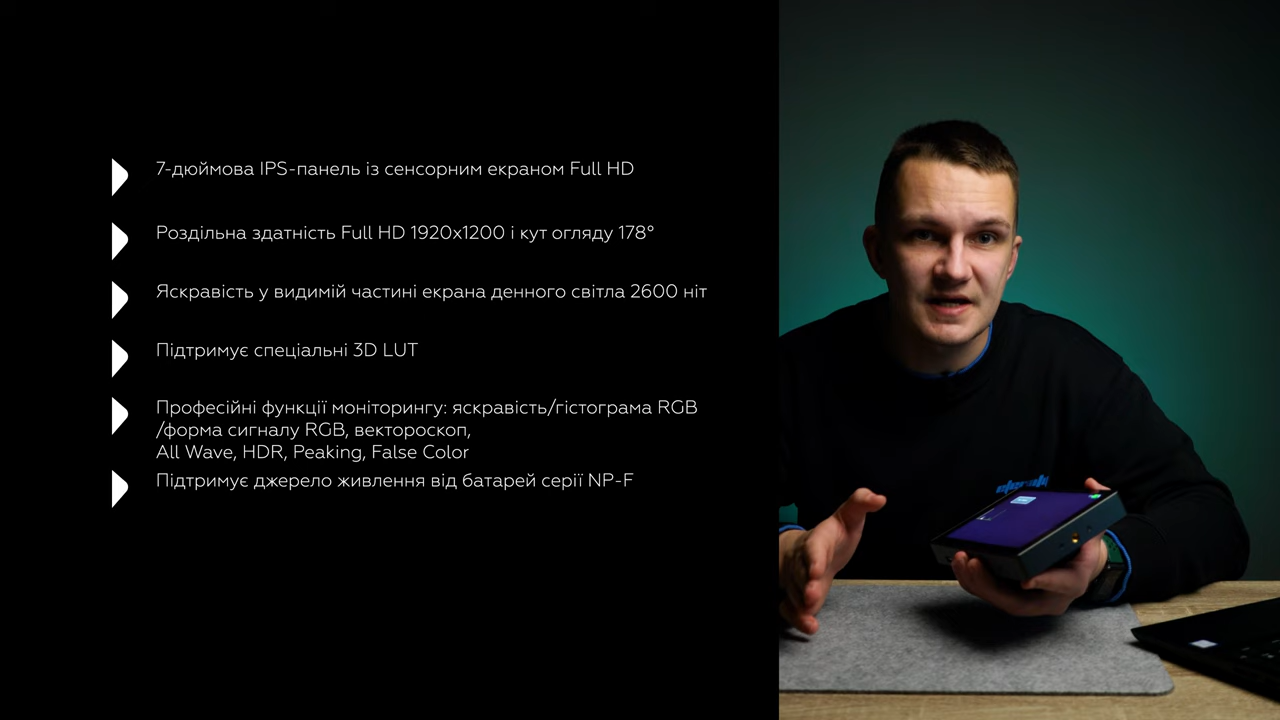 7-дюймова IPS-панель із сенсорним екраном Full HD
Роздільна здатність Full HD 1920x1200 і кут огляду 178°
Яскравість у видимій частині екрана денного світла 2600 ніт
Підтримує спеціальні 3D LUT
Професійні функції моніторингу: яскравість/гістограма RGB
/форма сигналу RGB, вектороскоп,
All Wave, HDR, Peaking, False Color
Підтримує джерело живлення від батарей серії NP-F